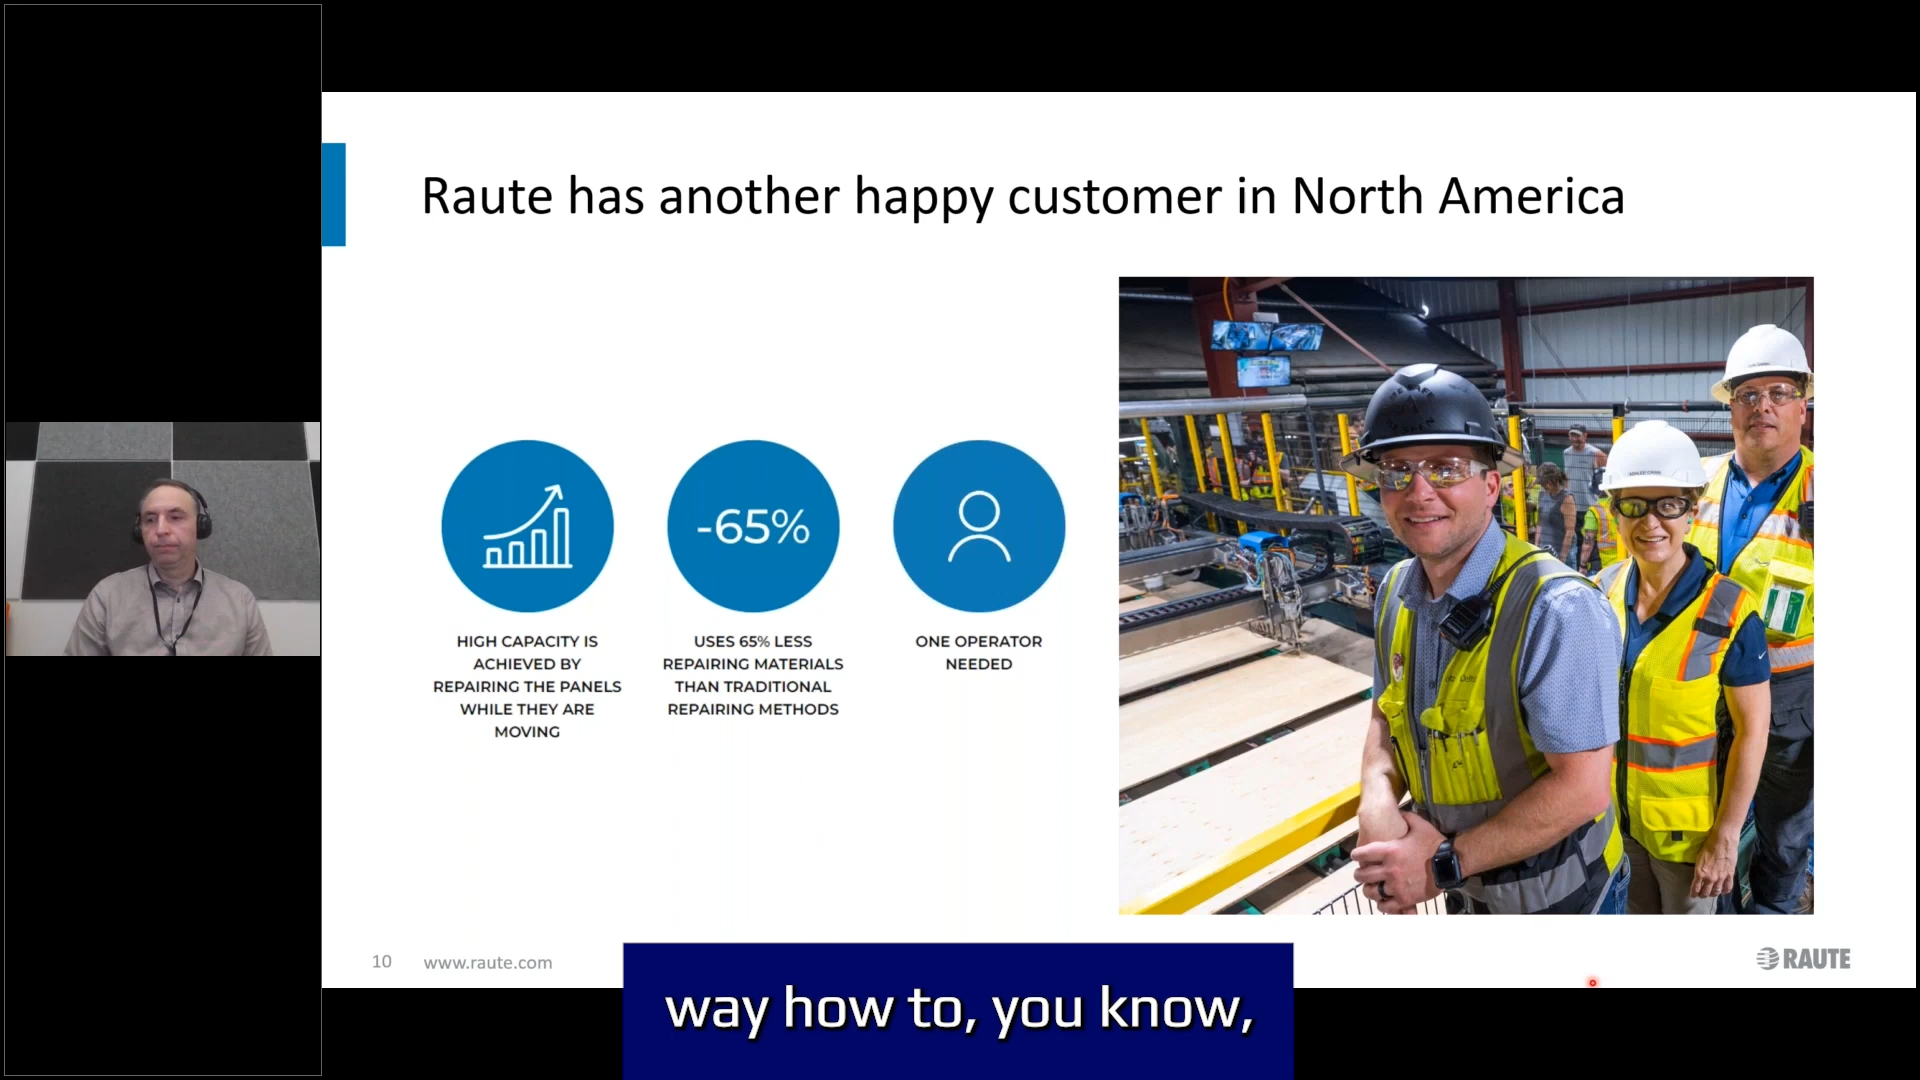 Raute has another happy customer in North America
-65%
HIGH CAPACITY IS
ACHIEVED BY
REPAIRING THE PANELS
WHILE THEY ARE
MOVING
USES 65% LESS
REPAIRING MATERIALS
THAN TRADITIONAL
REPAIRING METHODS
ONE OPERATOR
NEEDED
10
www.raute.com
RAUTE
way how to, you know,